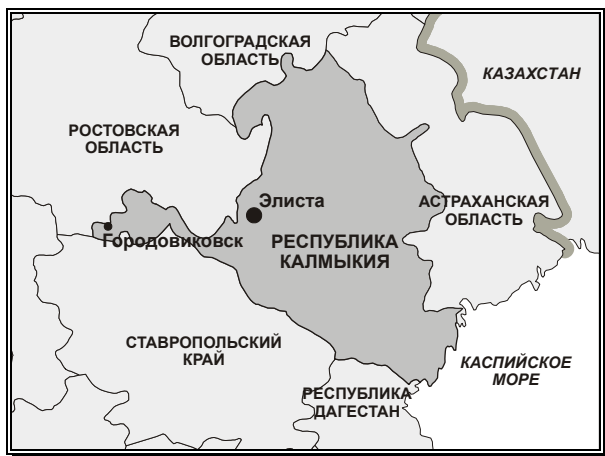 ВОЛГОГРАДСКАЯ
ОБЛАСТЬ
КАЗАХСТАН
РОСТОВСКАЯ
ОБЛАСТЬ
Элиста
АСТРАХАНСКАЯ
ОБЛАСТЬ
Городовиковск
РЕСПУБЛИКА
КАЛМЫКИЯ
СТАВРОПОЛЬСКИЙ
КРАЙ
КАСПИЙСКОЕ
МОРЕ
РЕСПУБЛИКА
ДАГЕСТАН